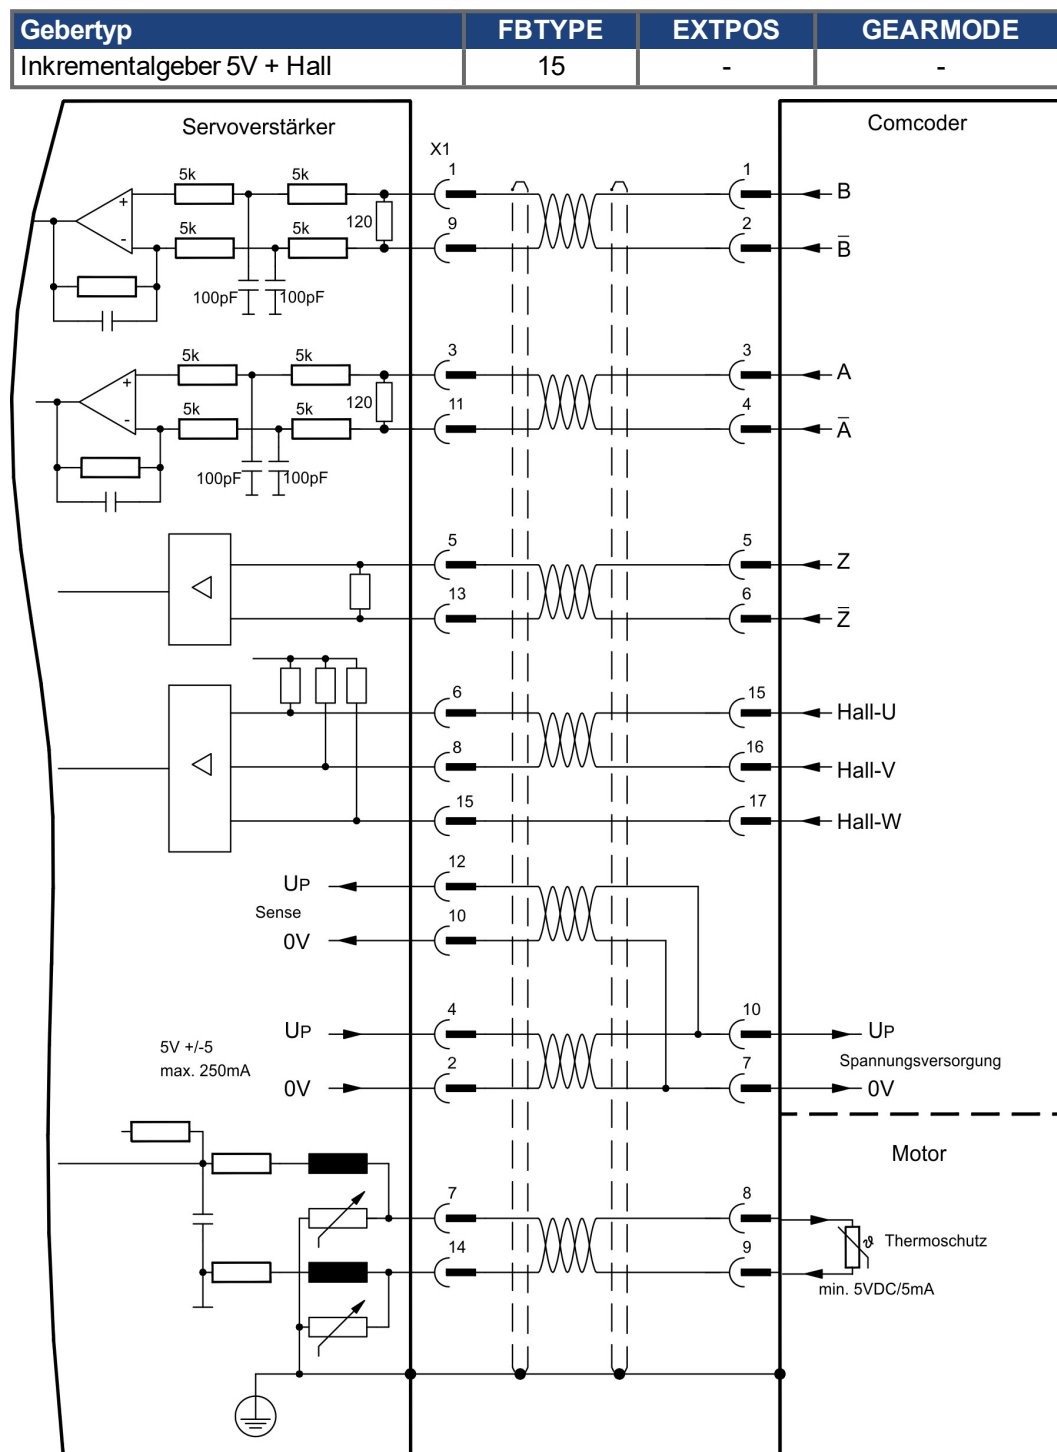 Gebertyp FBTYPE EXTPOS GEARMODE
Inkrementalgeber 5V + Hall 15 - -
Servoverstärker Comcoder
X1
5k 5k 1 1
+ 120 B
5k 5k 9 2
- B̅
100pF 100pF
5k 5k 3 3
+ 120 A
5k 5k 11 4
- A̅
100pF 100pF
5 5 Z
13 6 Z̅
6 15 Hall-U
8 16 Hall-V
15 17 Hall-W
UP 12
Sense
0V 10
UP 4 10 UP
5V +/-5
max. 250mA
Spannungsversorgung
0V 2 7 0V
Motor
7 8
ϑ Thermoschutz
14 9
min. 5VDC/5mA